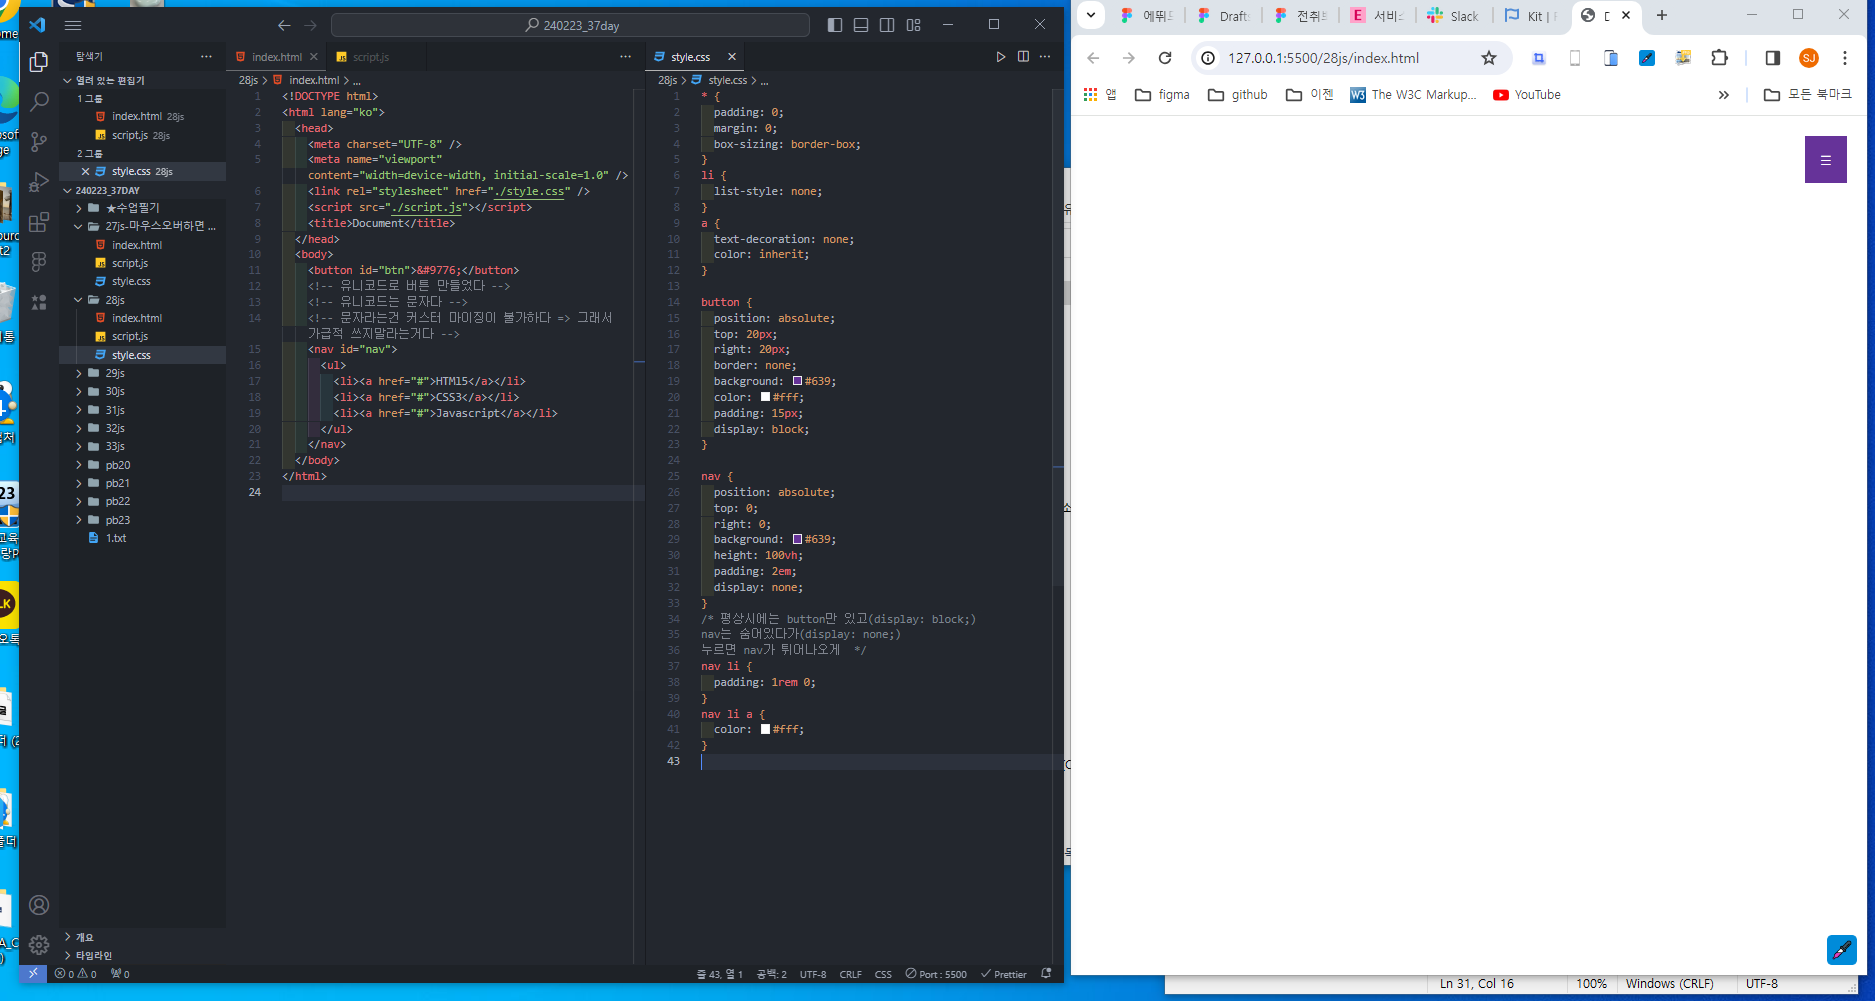 240223_37day
탐색기
열려 있는 편집기
1 그룹
index.html 28js
script.js 28js
2 그룹
style.css 28js
240223_37DAY
★수업필기
27js-마우스오버하면 ...
index.html
script.js
style.css
28js
index.html
script.js
style.css
29js
30js
31js
32js
33js
pb20
pb21
pb22
pb23
1.txt
개요
타임라인
index.html
script.js
28js > index.html > ...
1 <!DOCTYPE html>
2 <html lang="ko">
3 <head>
4 <meta charset="UTF-8" />
5 <meta name="viewport"
content="width=device-width, initial-scale=1.0" />
6 <link rel="stylesheet" href="./style.css" />
7 <script src="./script.js"></script>
8 <title>Document</title>
9 </head>
10 <body>
11 <button id="btn">&#9776;</button>
12 <!-- 유니코드로 버튼 만들었다 -->
13 <!-- 유니코드는 문자다 -->
14 <!-- 문자라는건 커스터 마이징이 불가하다 => 그래서
가급적 쓰지말라는거다 -->
15 <nav id="nav">
16 <ul>
17 <li><a href="#">HTMl5</a></li>
18 <li><a href="#">CSS3</a></li>
19 <li><a href="#">Javascript</a></li>
20 </ul>
21 </nav>
22 </body>
23 </html>
24
style.css
28js > style.css > ...
1 * {
2 padding: 0;
3 margin: 0;
4 box-sizing: border-box;
5 }
6 li {
7 list-style: none;
8 }
9 a {
10 text-decoration: none;
11 color: inherit;
12 }
13
14 button {
15 position: absolute;
16 top: 20px;
17 right: 20px;
18 border: none;
19 background: #639;
20 color: #fff;
21 padding: 15px;
22 display: block;
23 }
24
25 nav {
26 position: absolute;
27 top: 0;
28 right: 0;
29 background: #639;
30 height: 100vh;
31 padding: 2em;
32 display: none;
33 }
34 /* 평상시에는 button만 있고(display: block;)
35 nav는 숨어있다가(display: none;)
36 누르면 nav가 튀어나오게 */
37 nav li {
38 padding: 1rem 0;
39 }
40 nav li a {
41 color: #fff;
42 }
43
0 0 0
줄 43, 열 1 공백: 2 UTF-8 CRLF CSS Port : 5500 Prettier
에뛰 Draft 전취 서비 Slack Kit |
127.0.0.1:5500/28js/index.html
SJ
앱 figma github 이젠 The W3C Markup... YouTube » 모든 북마크
☰
Ln 31, Col 16 100% Windows (CRLF) UTF-8